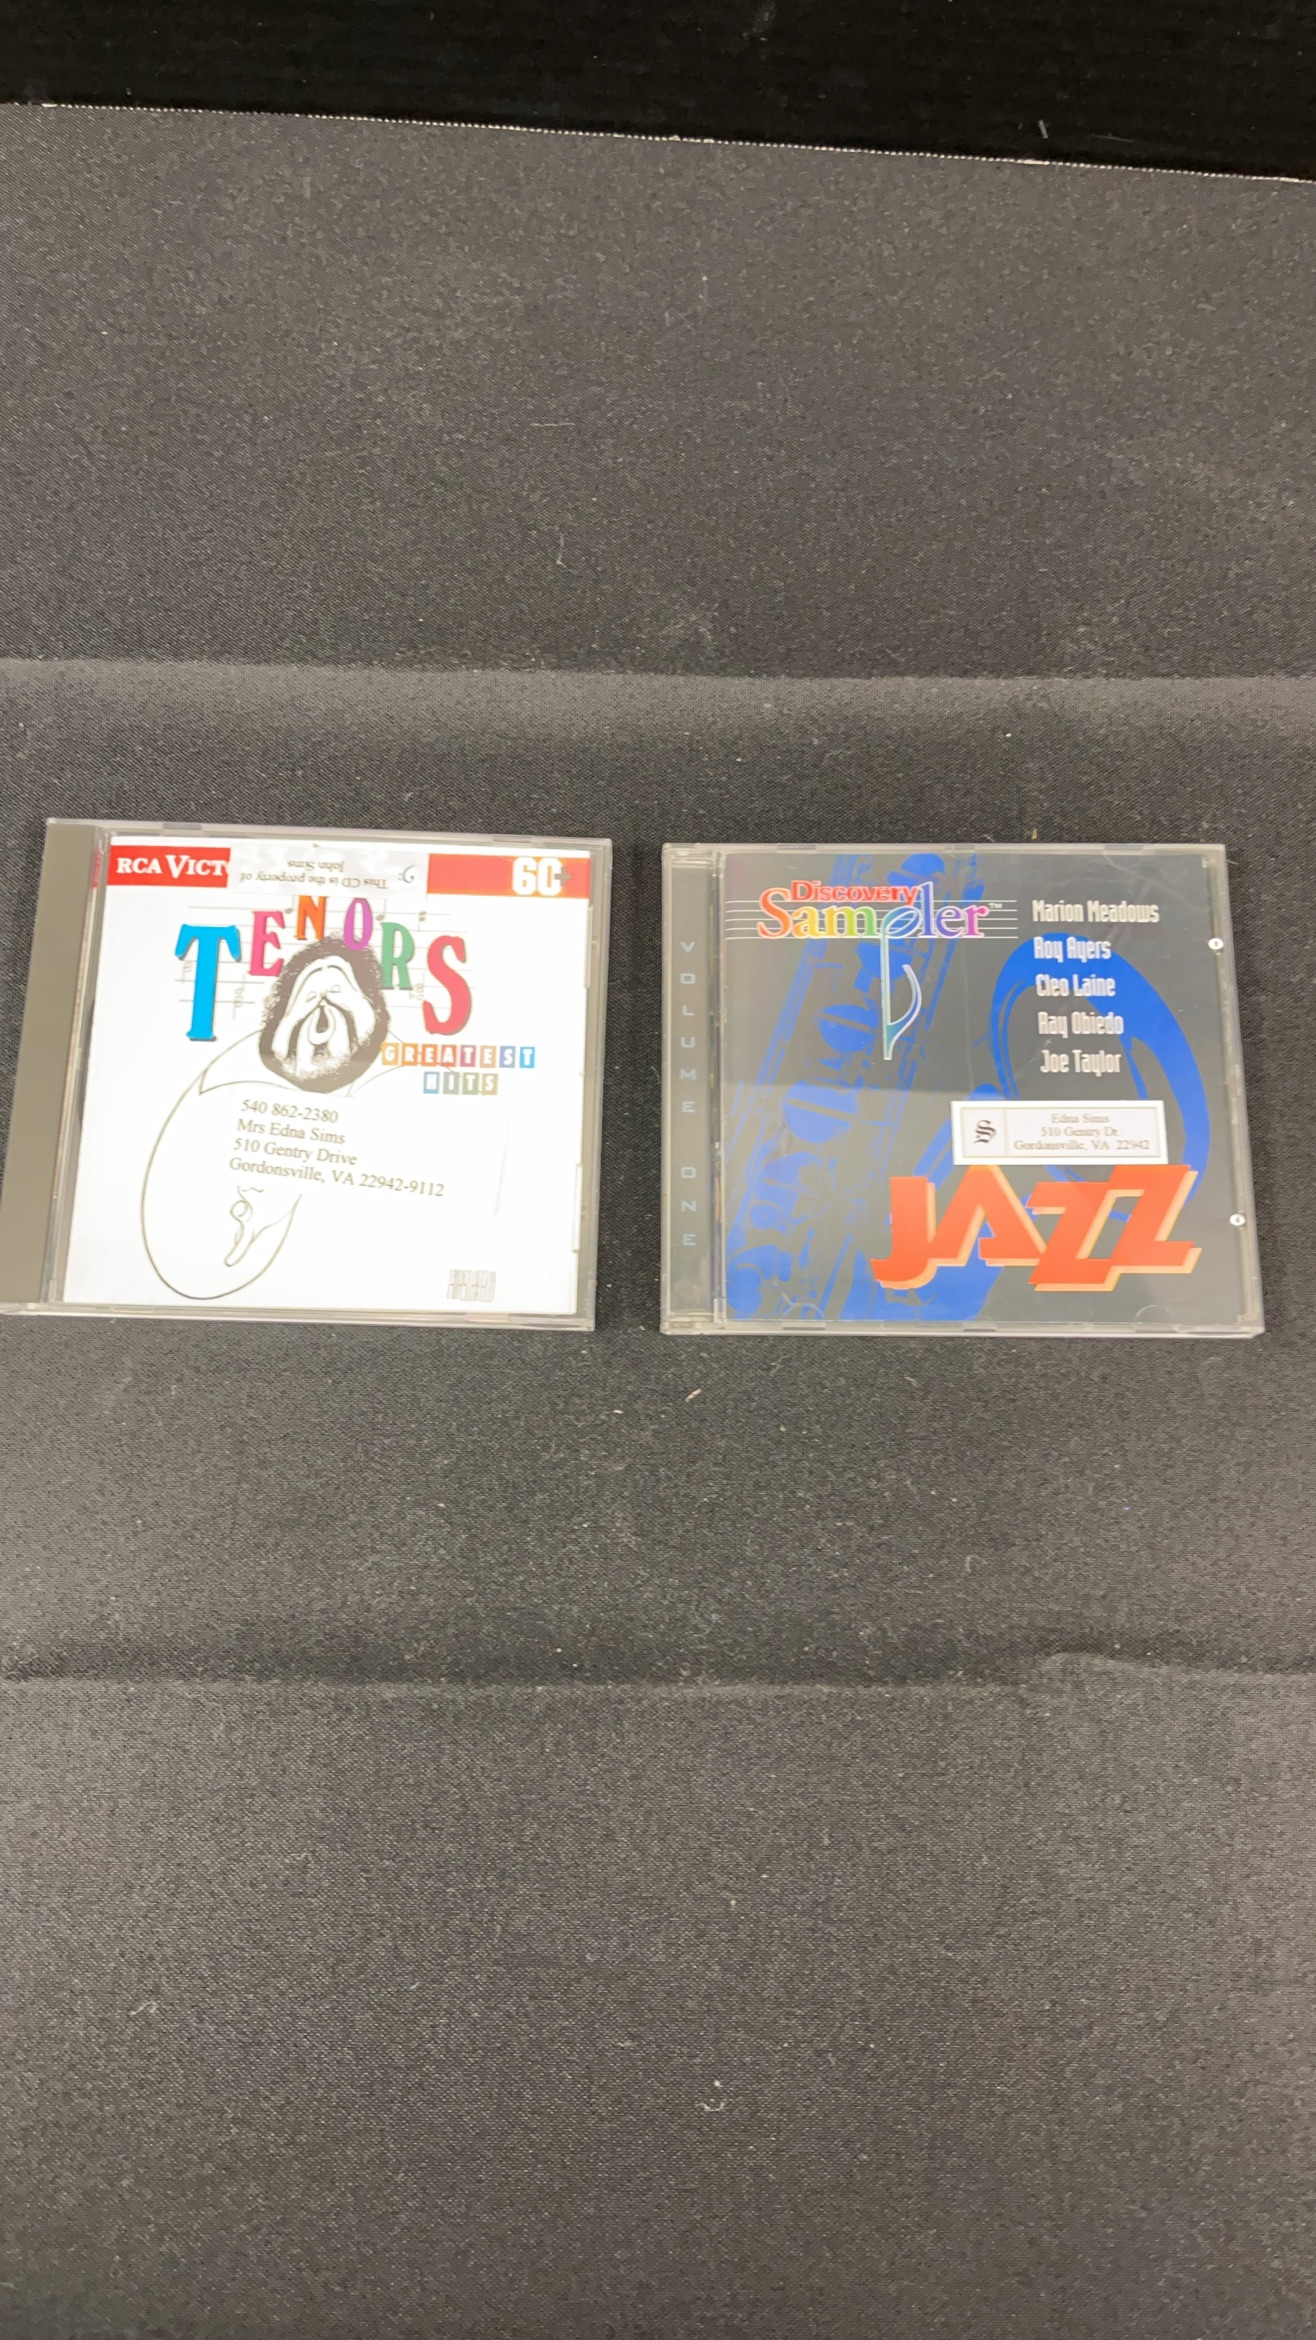 RCA VICT
60+
This CD is the property of
John Sims
TENORS
GREATEST
HITS
540 862-2380
Mrs Edna Sims
510 Gentry Drive
Gordonsville, VA 22942-9112
VOLUME ONE
Discovery
Sampler™
Marion Meadows
Roy Ayers
Cleo Laine
Ray Obiedo
Joe Taylor
S
Edna Sims
510 Gentry Dr.
Gordonsville, VA 22942
JAZZ